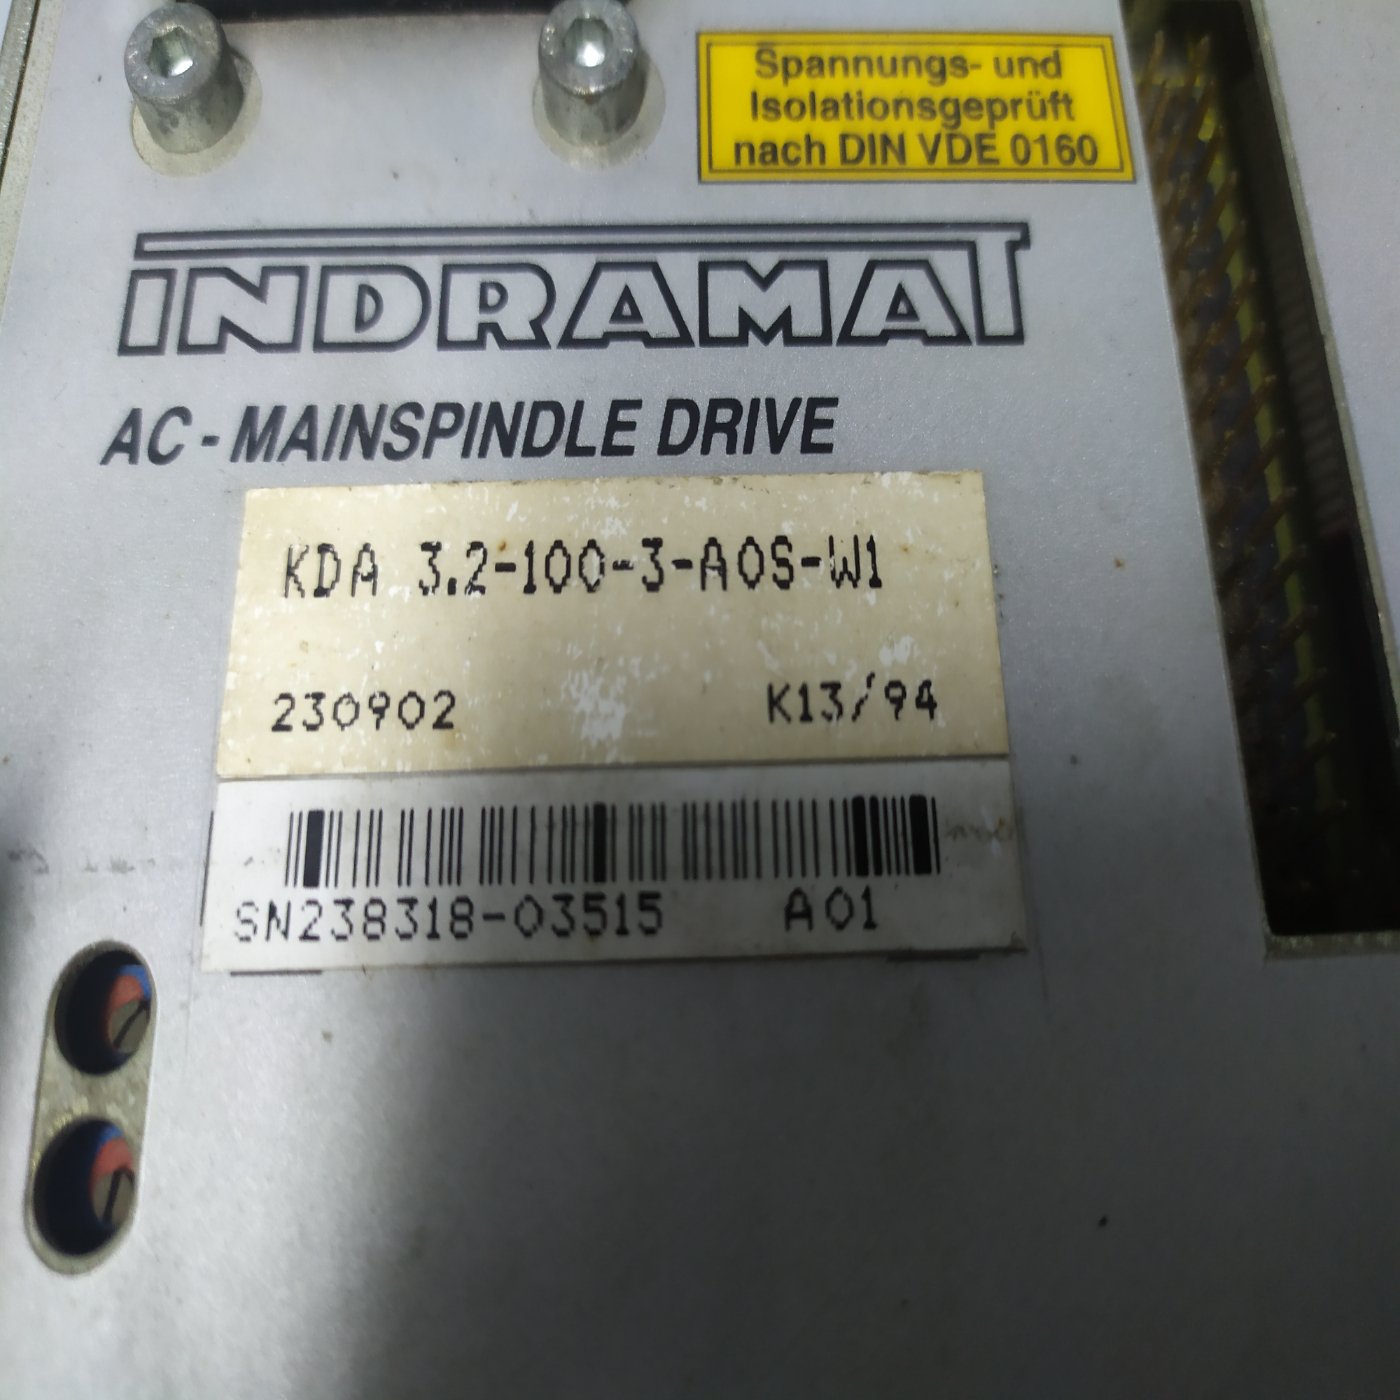 Spannungs- und
Isolationsgeprüft
nach DIN VDE 0160
INDRAMAT
AC - MAINSPINDLE DRIVE
KDA 3.2-100-3-A0S-W1
230902 K13/94
SN238318-03515 A01